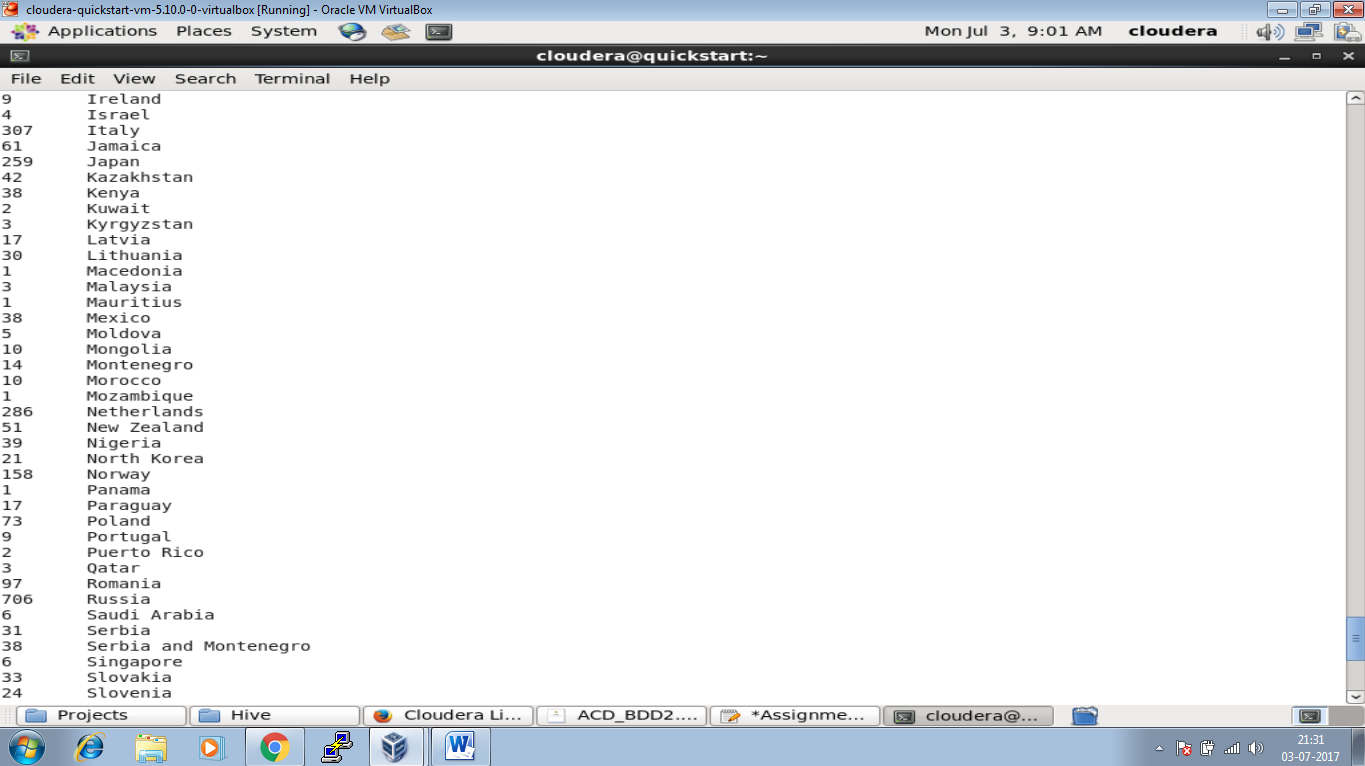 cloudera-quickstart-vm-5.10.0-0-virtualbox [Running] - Oracle VM VirtualBox
Applications Places System Mon Jul 3, 9:01 AM cloudera
cloudera@quickstart:~
File Edit View Search Terminal Help
9 Ireland
4 Israel
307 Italy
61 Jamaica
259 Japan
42 Kazakhstan
38 Kenya
2 Kuwait
3 Kyrgyzstan
17 Latvia
30 Lithuania
1 Macedonia
3 Malaysia
1 Mauritius
38 Mexico
5 Moldova
10 Mongolia
14 Montenegro
10 Morocco
1 Mozambique
286 Netherlands
51 New Zealand
39 Nigeria
21 North Korea
158 Norway
1 Panama
17 Paraguay
73 Poland
9 Portugal
2 Puerto Rico
3 Qatar
97 Romania
706 Russia
6 Saudi Arabia
31 Serbia
38 Serbia and Montenegro
6 Singapore
33 Slovakia
24 Slovenia
Projects Hive Cloudera Li... ACD_BDD2.... *Assignme... cloudera@...
21:31
03-07-2017